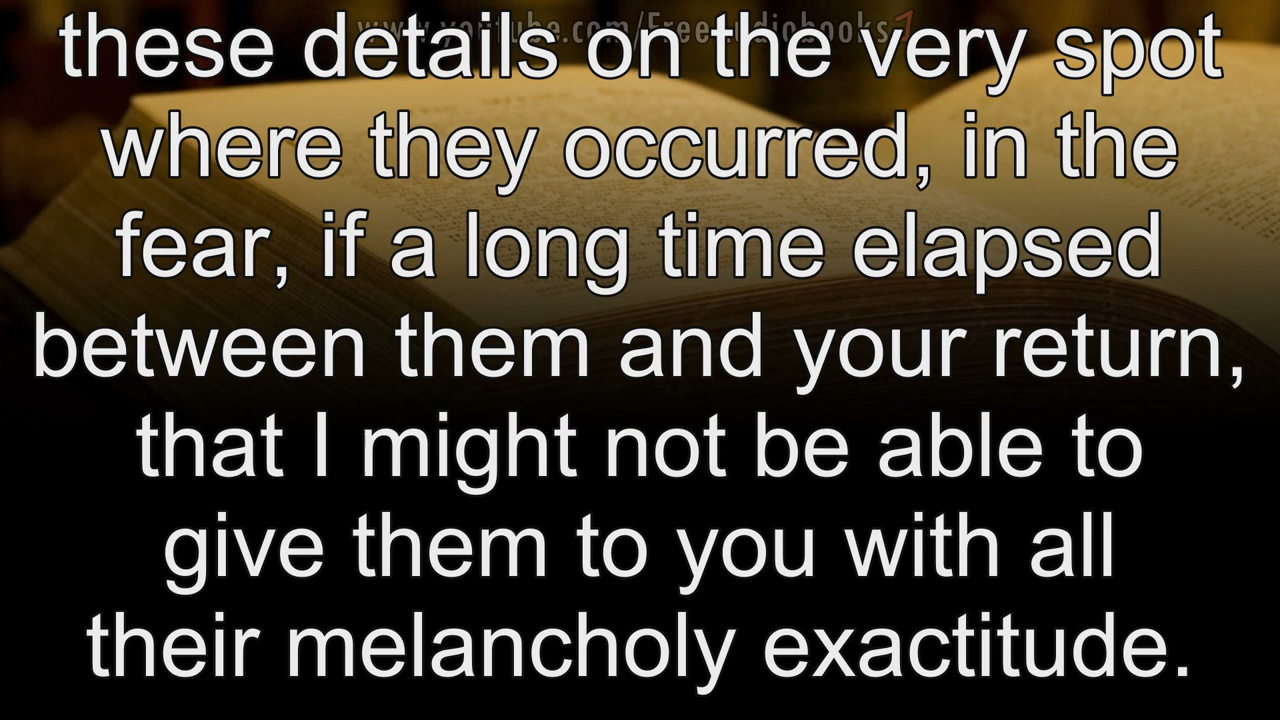 www.youtube.com/FreeAudiobooks7
these details on the very spot
where they occurred, in the
fear, if a long time elapsed
between them and your return,
that I might not be able to
give them to you with all
their melancholy exactitude.